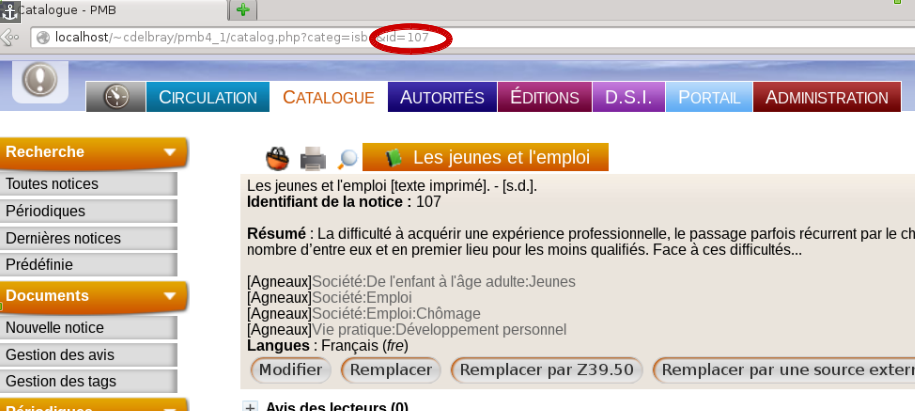 Catalogue - PMB
localhost/~cdelbray/pmb4_1/catalog.php?categ=isb &id=107
CIRCULATION CATALOGUE AUTORITÉS ÉDITIONS D.S.I. PORTAIL ADMINISTRATION
Recherche
Toutes notices
Périodiques
Dernières notices
Prédéfinie
Documents
Nouvelle notice
Gestion des avis
Gestion des tags
Périodiques
Les jeunes et l'emploi
Les jeunes et l'emploi [texte imprimé]. - [s.d.].
Identifiant de la notice : 107
Résumé : La difficulté à acquérir une expérience professionnelle, le passage parfois récurrent par le ch
nombre d’entre eux et en premier lieu pour les moins qualifiés. Face à ces difficultés...
[Agneaux]Société:De l'enfant à l'âge adulte:Jeunes
[Agneaux]Société:Emploi
[Agneaux]Société:Emploi:Chômage
[Agneaux]Vie pratique:Développement personnel
Langues : Français (fre)
Modifier Remplacer Remplacer par Z39.50 Remplacer par une source extern
Avis des lecteurs (0)